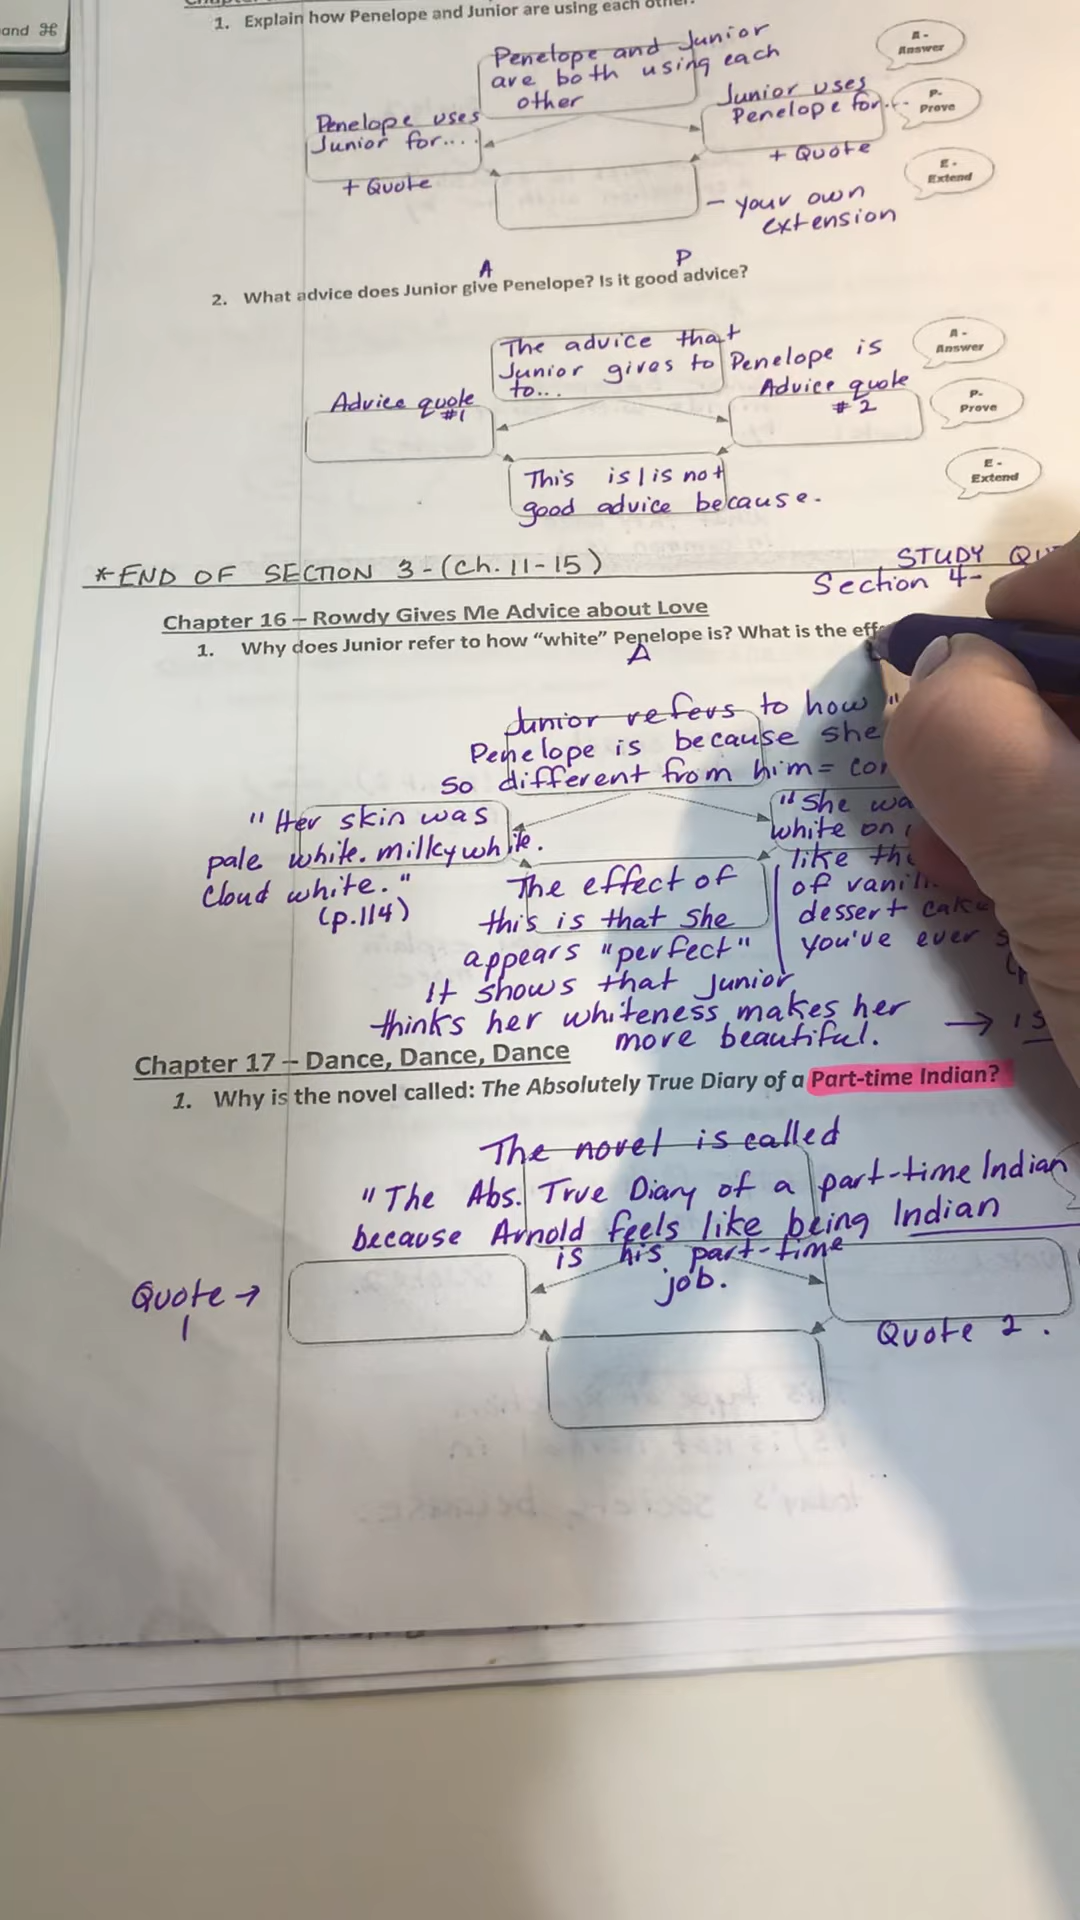 and ⌘
1. Explain how Penelope and Junior are using each other.
Penelope and Junior
are both using each
other
A-
Answer
Penelope uses
Junior for....
+ Quote
Junior uses
Penelope for...
+ Quote
P-
Prove
E-
Extend
- your own
extension
A P
2. What advice does Junior give Penelope? Is it good advice?
The advice that
Junior gives to Penelope is
to...
A-
Answer
Advice quote
#1
Advice quote
#2
P-
Prove
This is/is not
good advice because.
E-
Extend
*END OF SECTION 3-(Ch. 11-15)
STUDY
Section 4-
Chapter 16 – Rowdy Gives Me Advice about Love
1. Why does Junior refer to how "white" Penelope is? What is the
A
Junior refers to how "
Penelope is because she
so different from him =
"Her skin was
pale white. Milky white.
Cloud white."
(p.114)
"She
white on
like the
of
dessert
you've ever
The effect of
this is that she
appears "perfect"
It shows that Junior
thinks her whiteness makes her
more beautiful.
→
Chapter 17 – Dance, Dance, Dance
1. Why is the novel called: The Absolutely True Diary of a Part-time Indian?
The novel is called
"The Abs. True Diary of a part-time Indian
because Arnold feels like being Indian
is his part-time
job.
Quote →
1
Quote 2.